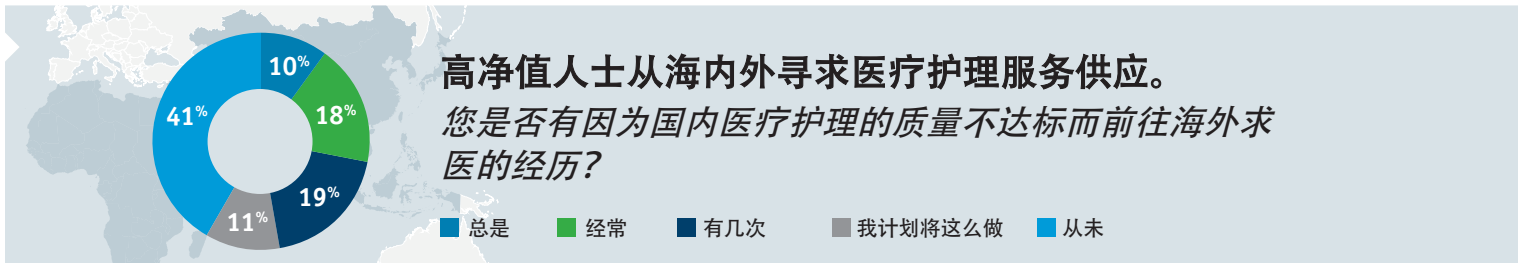 高净值人士从海内外寻求医疗护理服务供应。
您是否有因为国内医疗护理的质量不达标而前往海外求
医的经历？
10%
18%
19%
11%
41%
总是 经常 有几次 我计划将这么做 从未